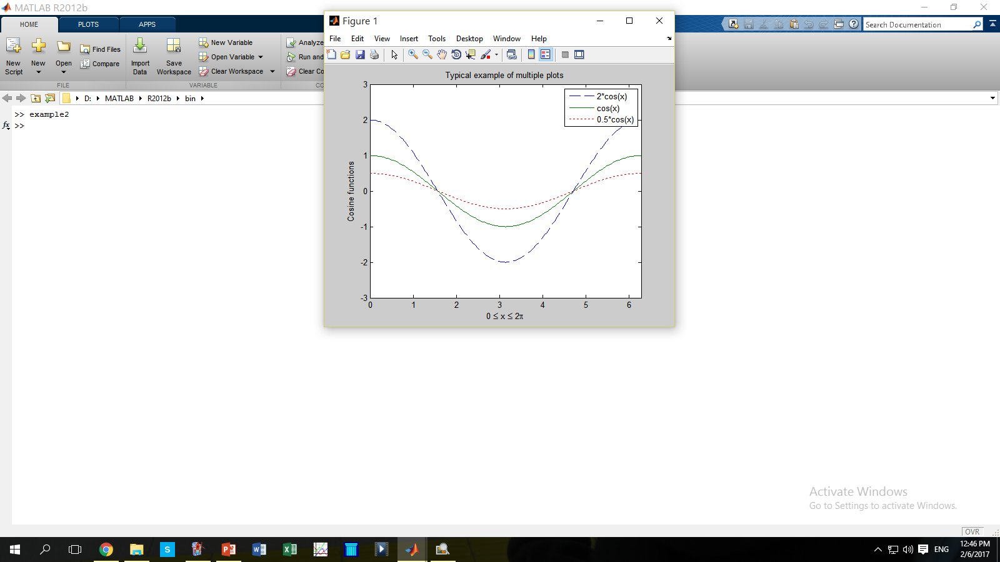 MATLAB R2012b
HOME PLOTS APPS
Search Documentation
New Script
New
Open
Find Files
Compare
FILE
Import Data
Save Workspace
New Variable
Open Variable
Clear Workspace
VARIABLE
Analyze
Run and
Clear Co
CO
D: MATLAB R2012b bin
>> example2
fx >>
Figure 1
File Edit View Insert Tools Desktop Window Help
Typical example of multiple plots
2*cos(x)
cos(x)
0.5*cos(x)
Cosine functions
3
2
1
0
-1
-2
-3
0 1 2 3 4 5 6
0 ≤ x ≤ 2π
Activate Windows
Go to Settings to activate Windows.
OVR
ENG
12:46 PM
2/6/2017